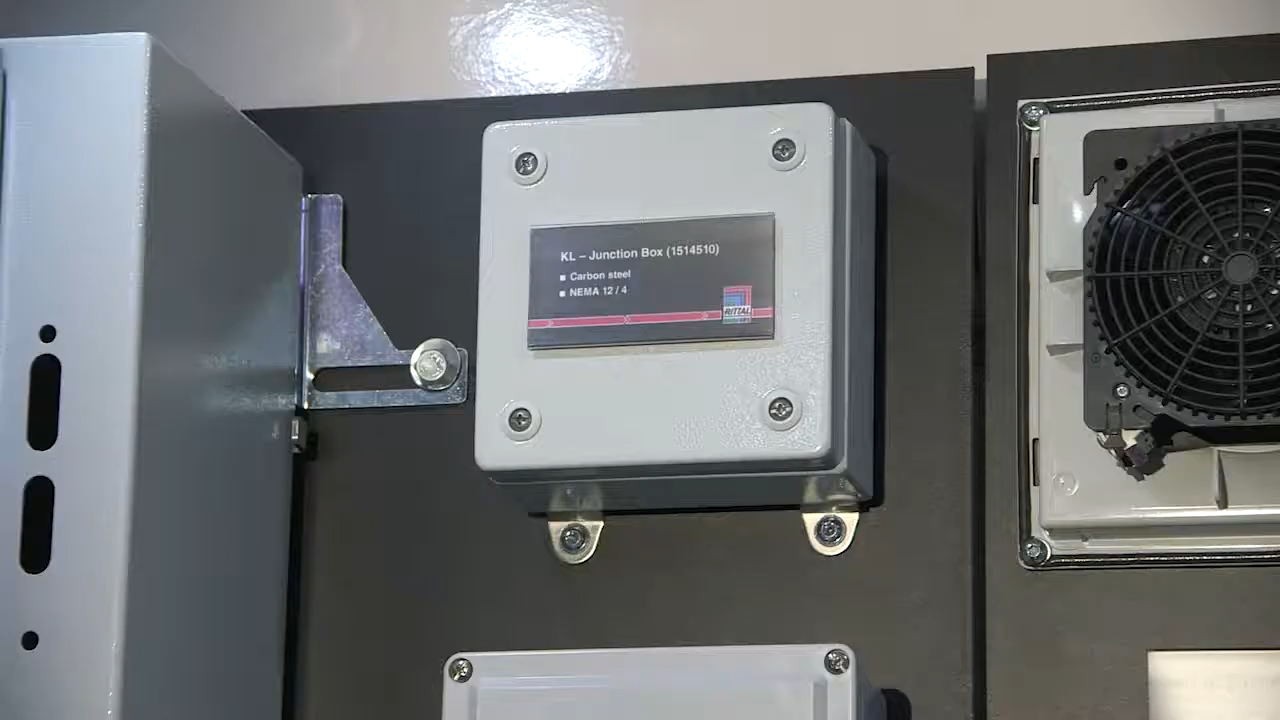 KL – Junction Box (1514510)
▪ Carbon steel
▪ NEMA 12 / 4
RITTAL